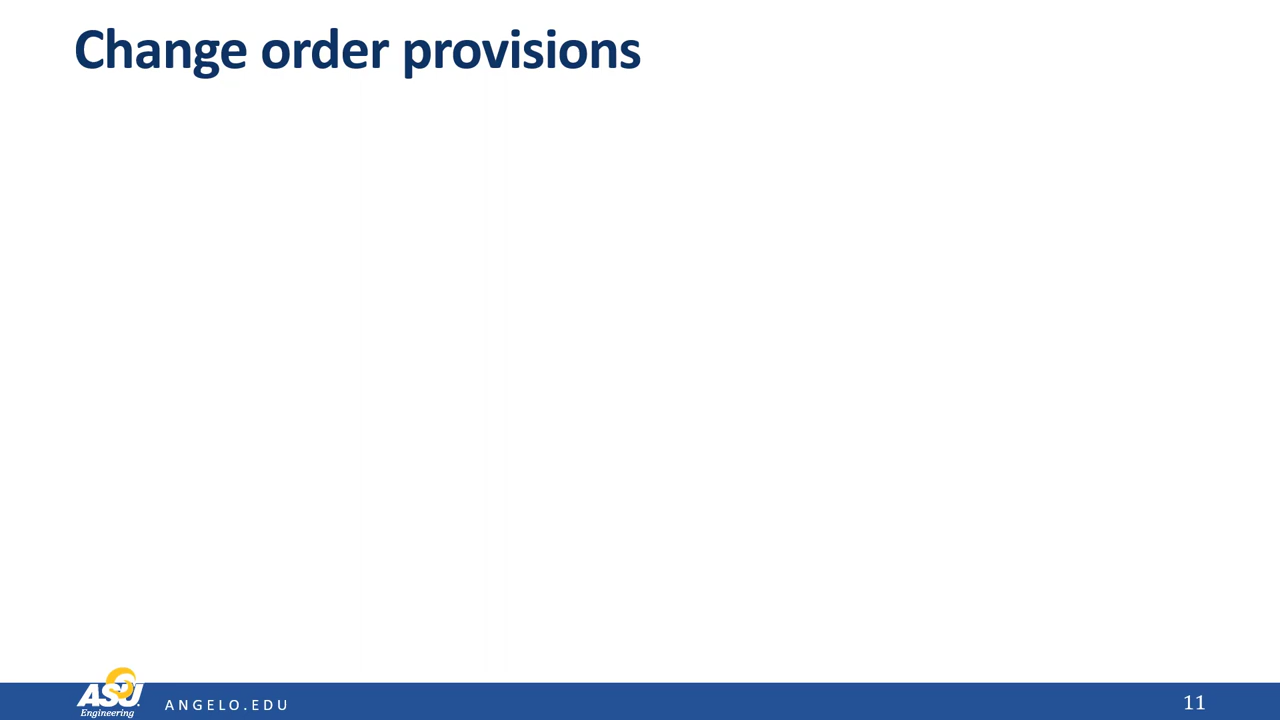 Change order provisions
ASU
Engineering
ANGELO.EDU
11